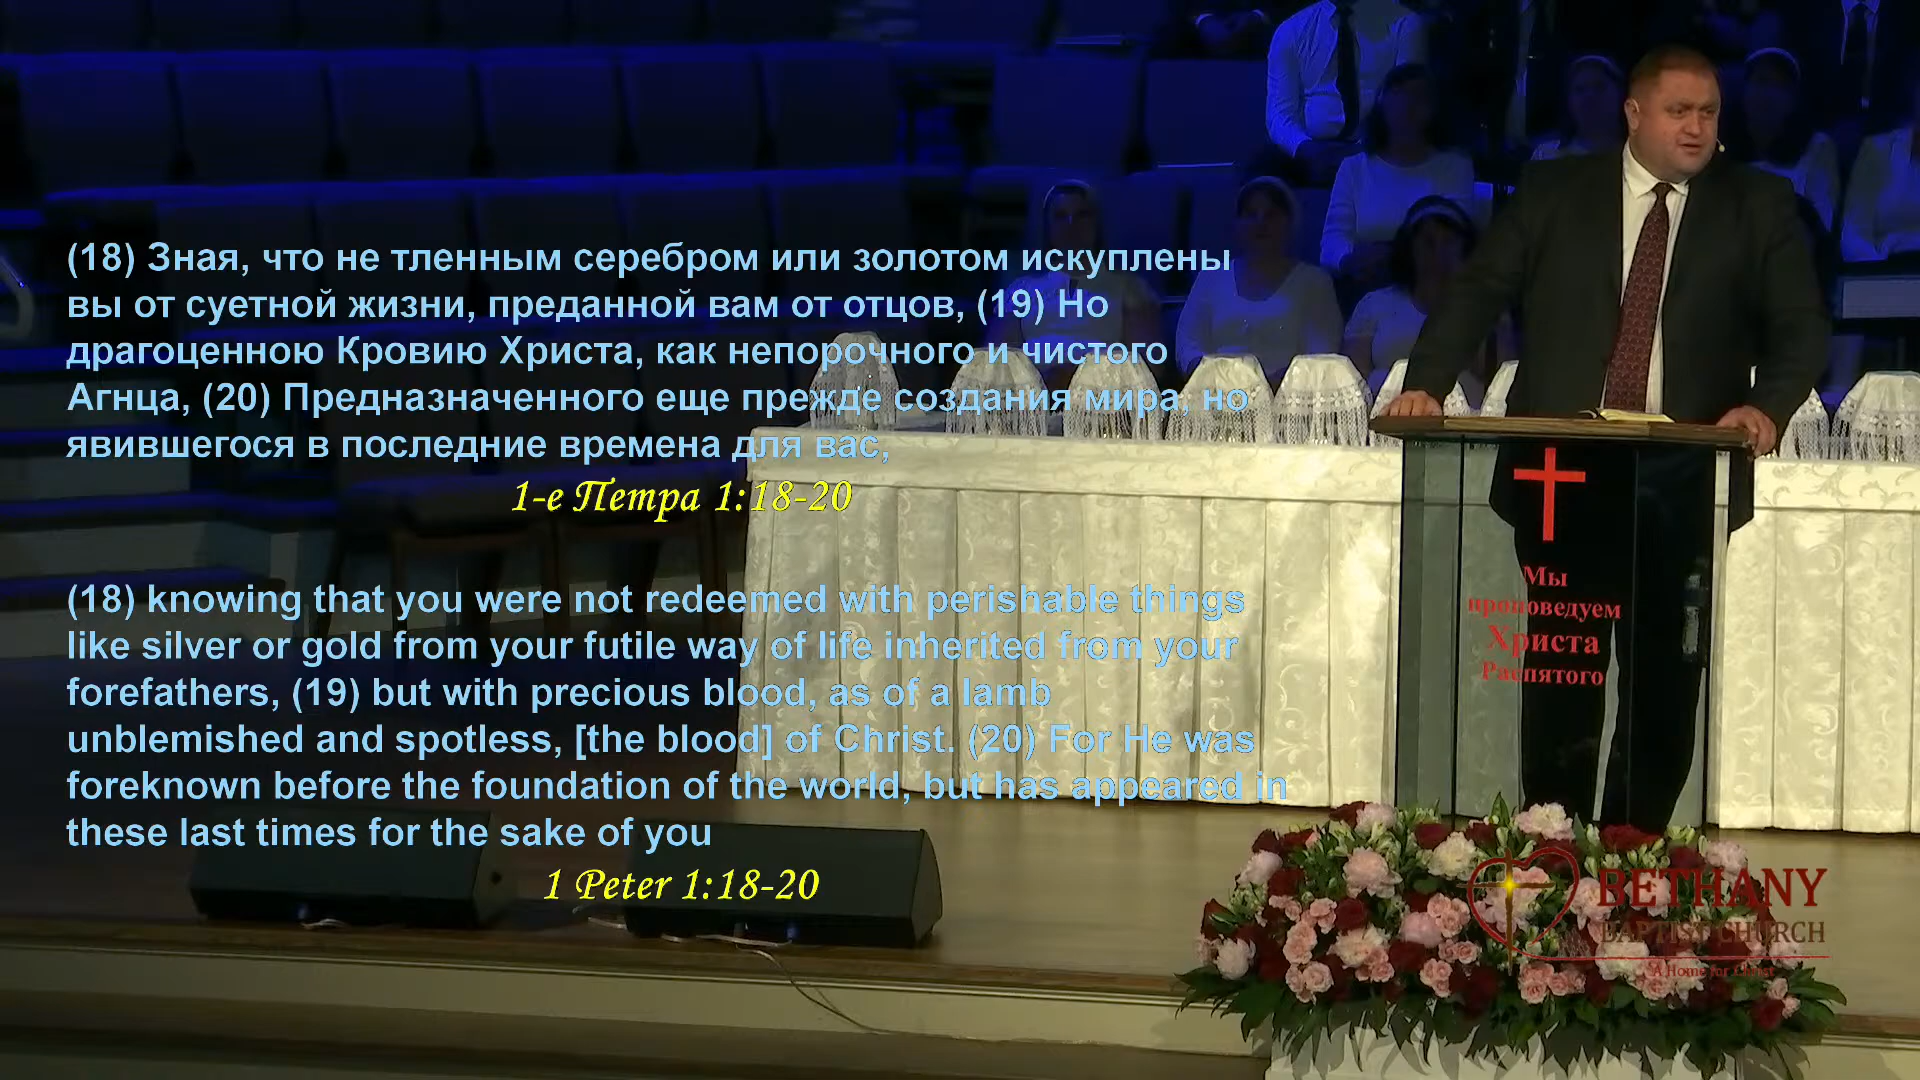 (18) Зная, что не тленным серебром или золотом искуплены
вы от суетной жизни, преданной вам от отцов, (19) Но
драгоценною Кровию Христа, как непорочного и чистого
Агнца, (20) Предназначенного еще прежде создания мира, но
явившегося в последние времена для вас,
1-е Петра 1:18-20
(18) knowing that you were not redeemed with perishable things
like silver or gold from your futile way of life inherited from your
forefathers, (19) but with precious blood, as of a lamb
unblemished and spotless, [the blood] of Christ. (20) For He was
foreknown before the foundation of the world, but has appeared in
these last times for the sake of you
1 Peter 1:18-20
Мы
проповедуем
Христа
Распятого
BETHANY
BAPTIST CHURCH
A Home for Christ